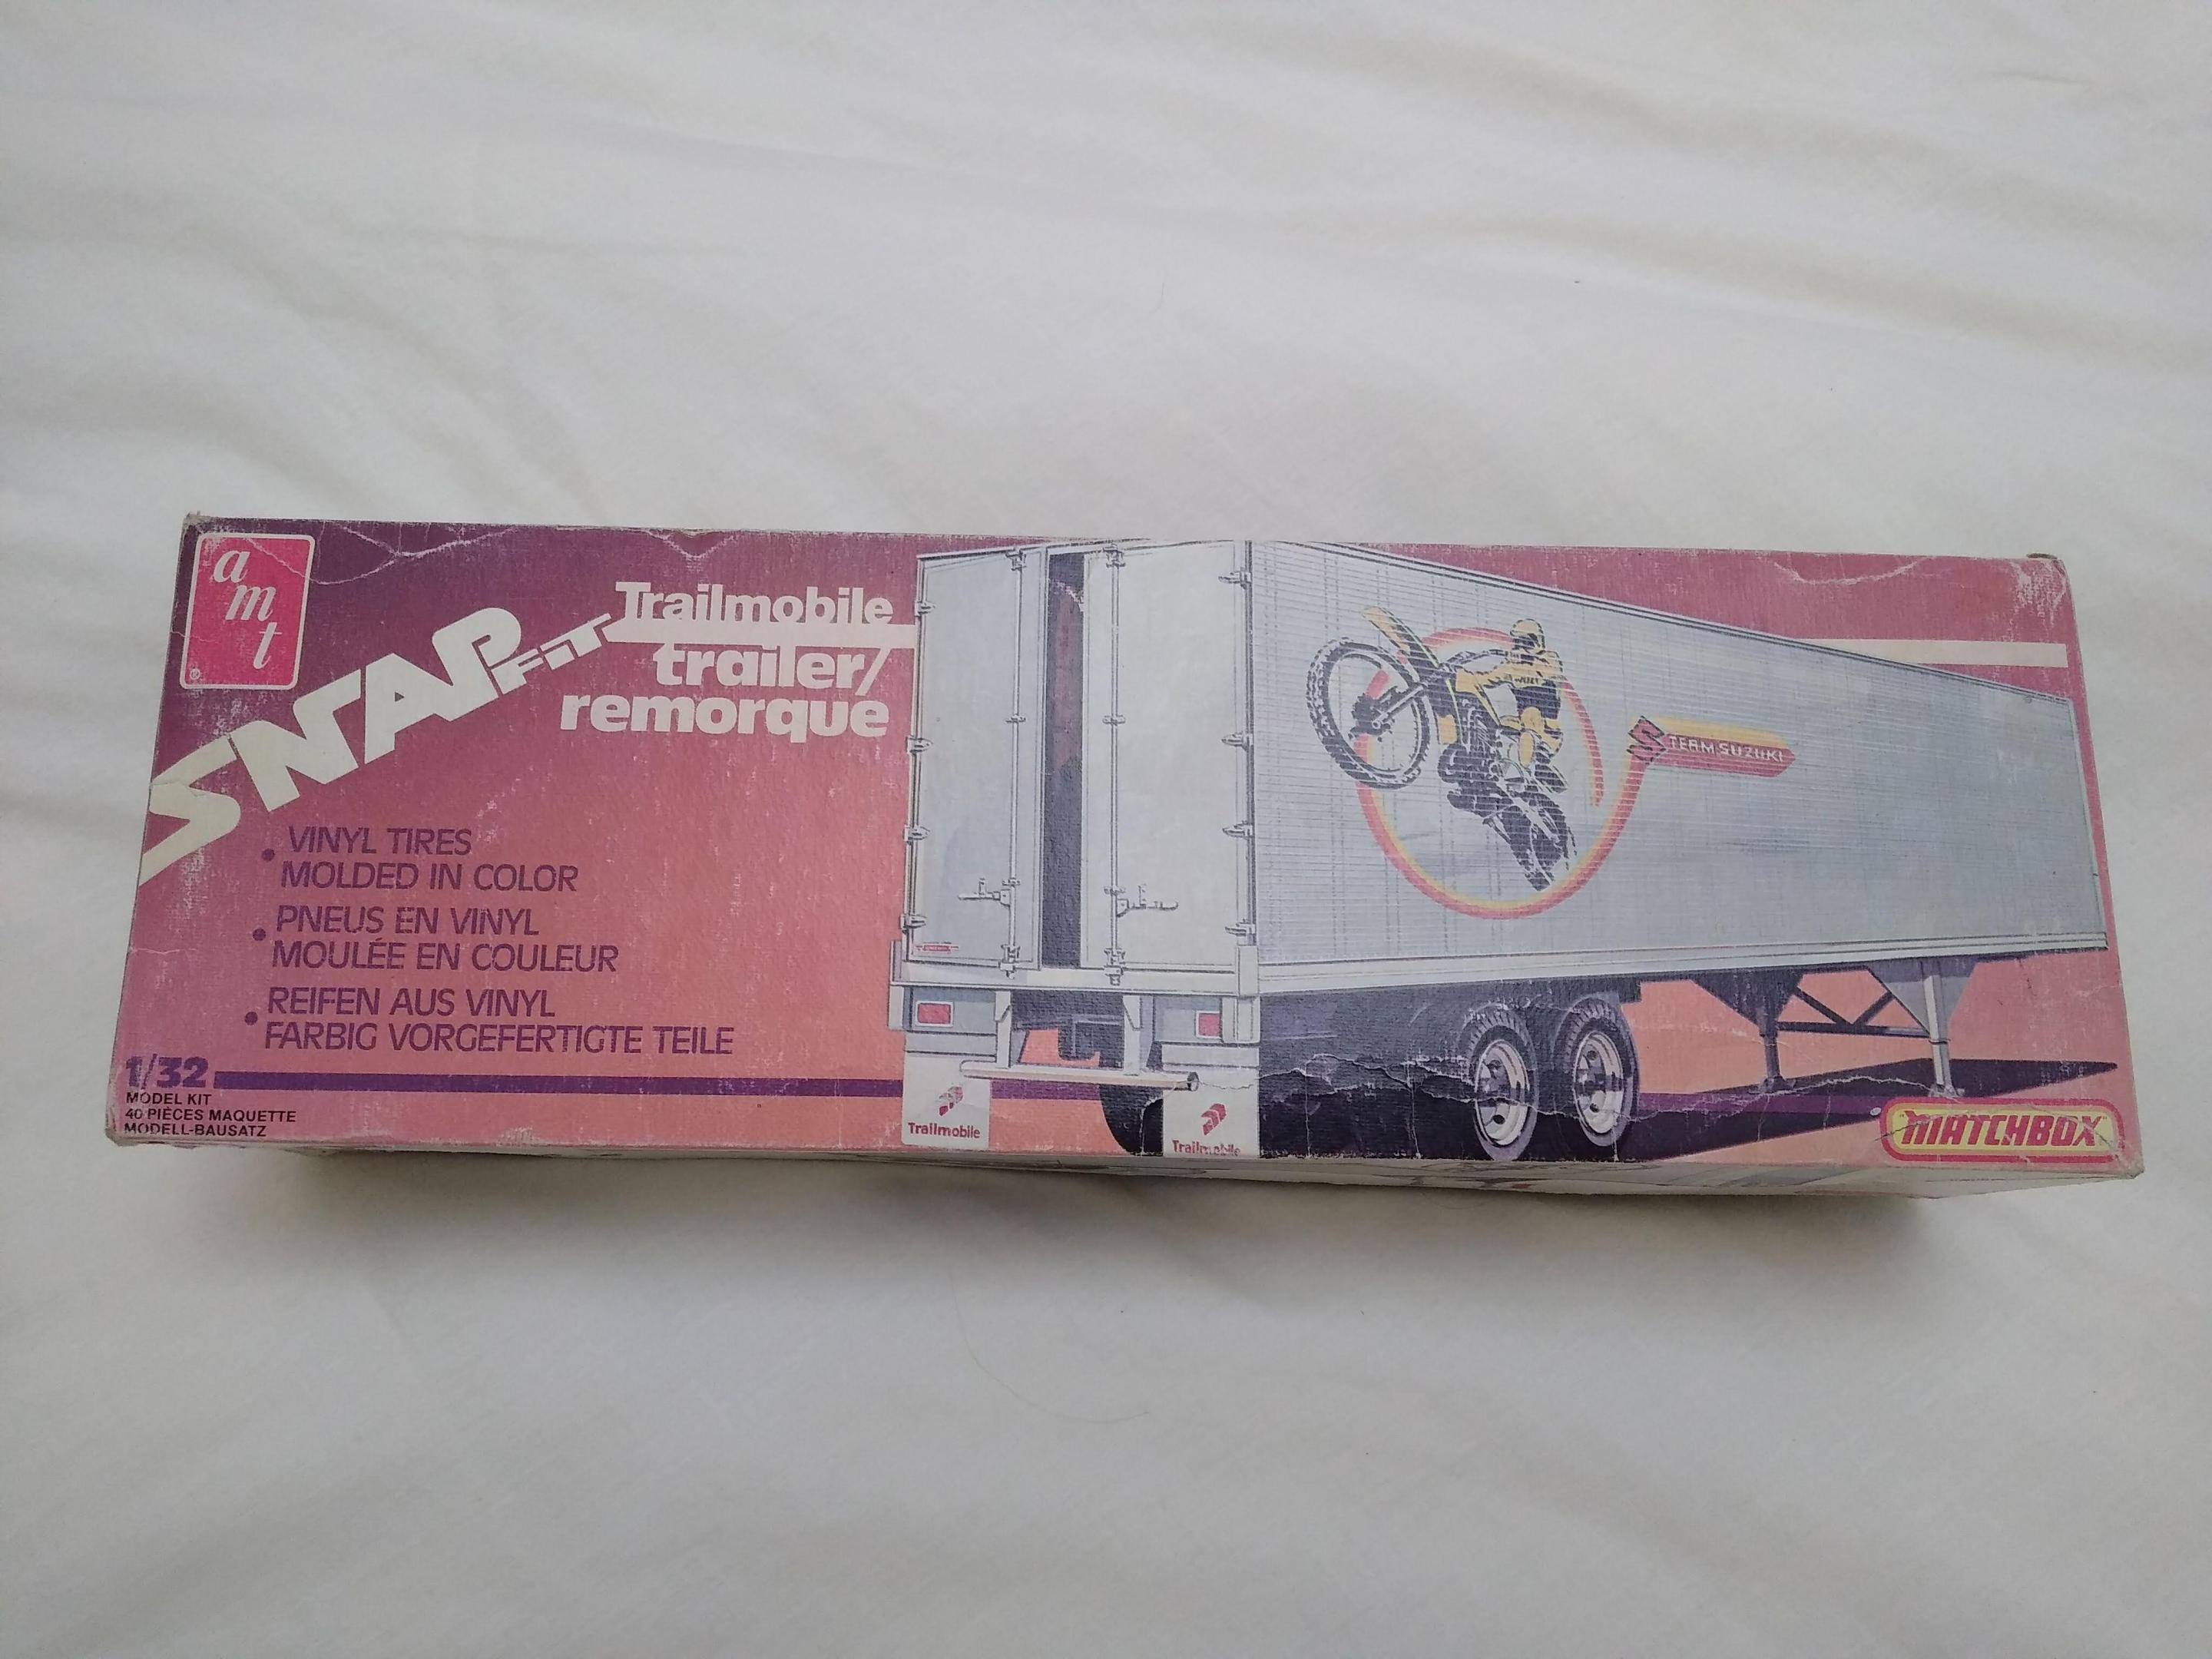 amt
®
SNAP FIT
Trailmobile
trailer/
remorque
• VINYL TIRES
MOLDED IN COLOR
• PNEUS EN VINYL
MOULÉE EN COULEUR
• REIFEN AUS VINYL
FARBIG VORGEFERTIGTE TEILE
1/32
MODEL KIT
40 PIÈCES MAQUETTE
MODELL-BAUSATZ
S TEAM SUZUKI
Trailmobile
Trailmobile
MATCHBOX